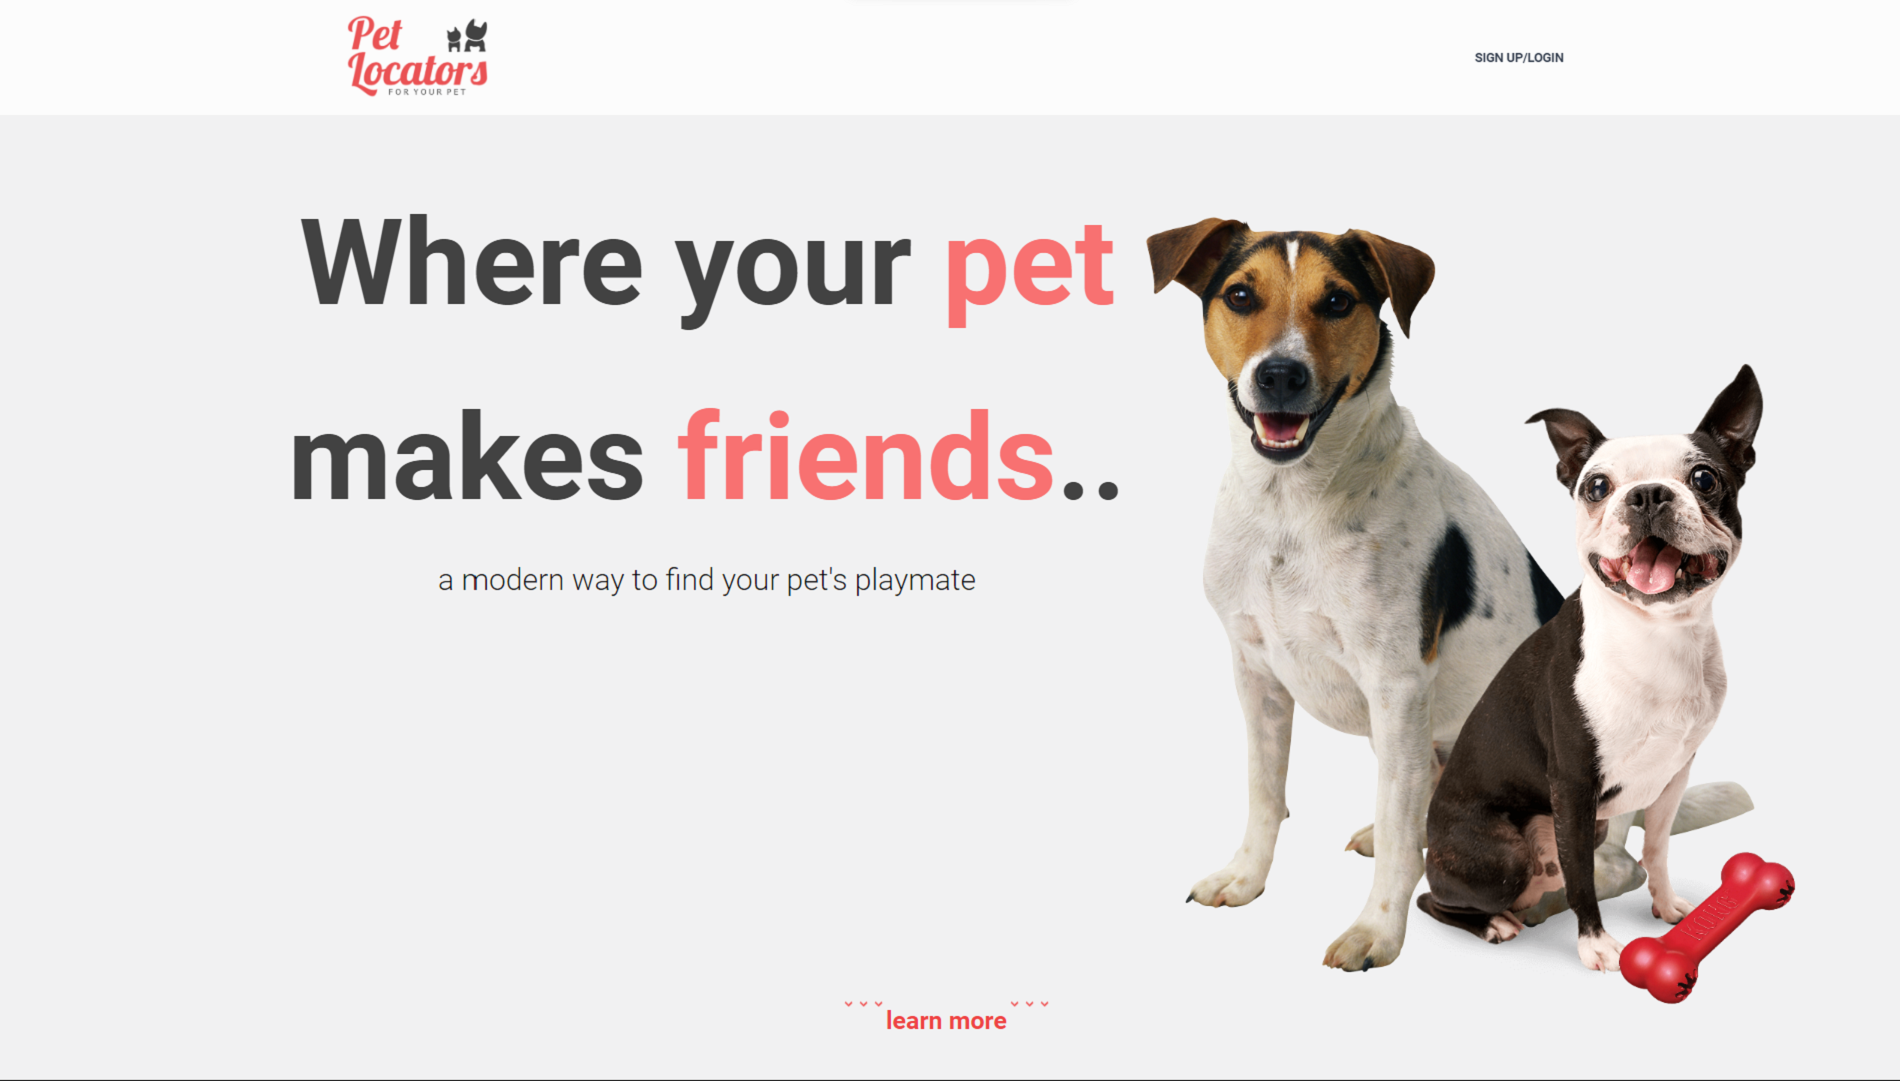 Pet
Locators
FOR YOUR PET
SIGN UP/LOGIN
Where your pet
makes friends..
a modern way to find your pet's playmate
KONG
learn more